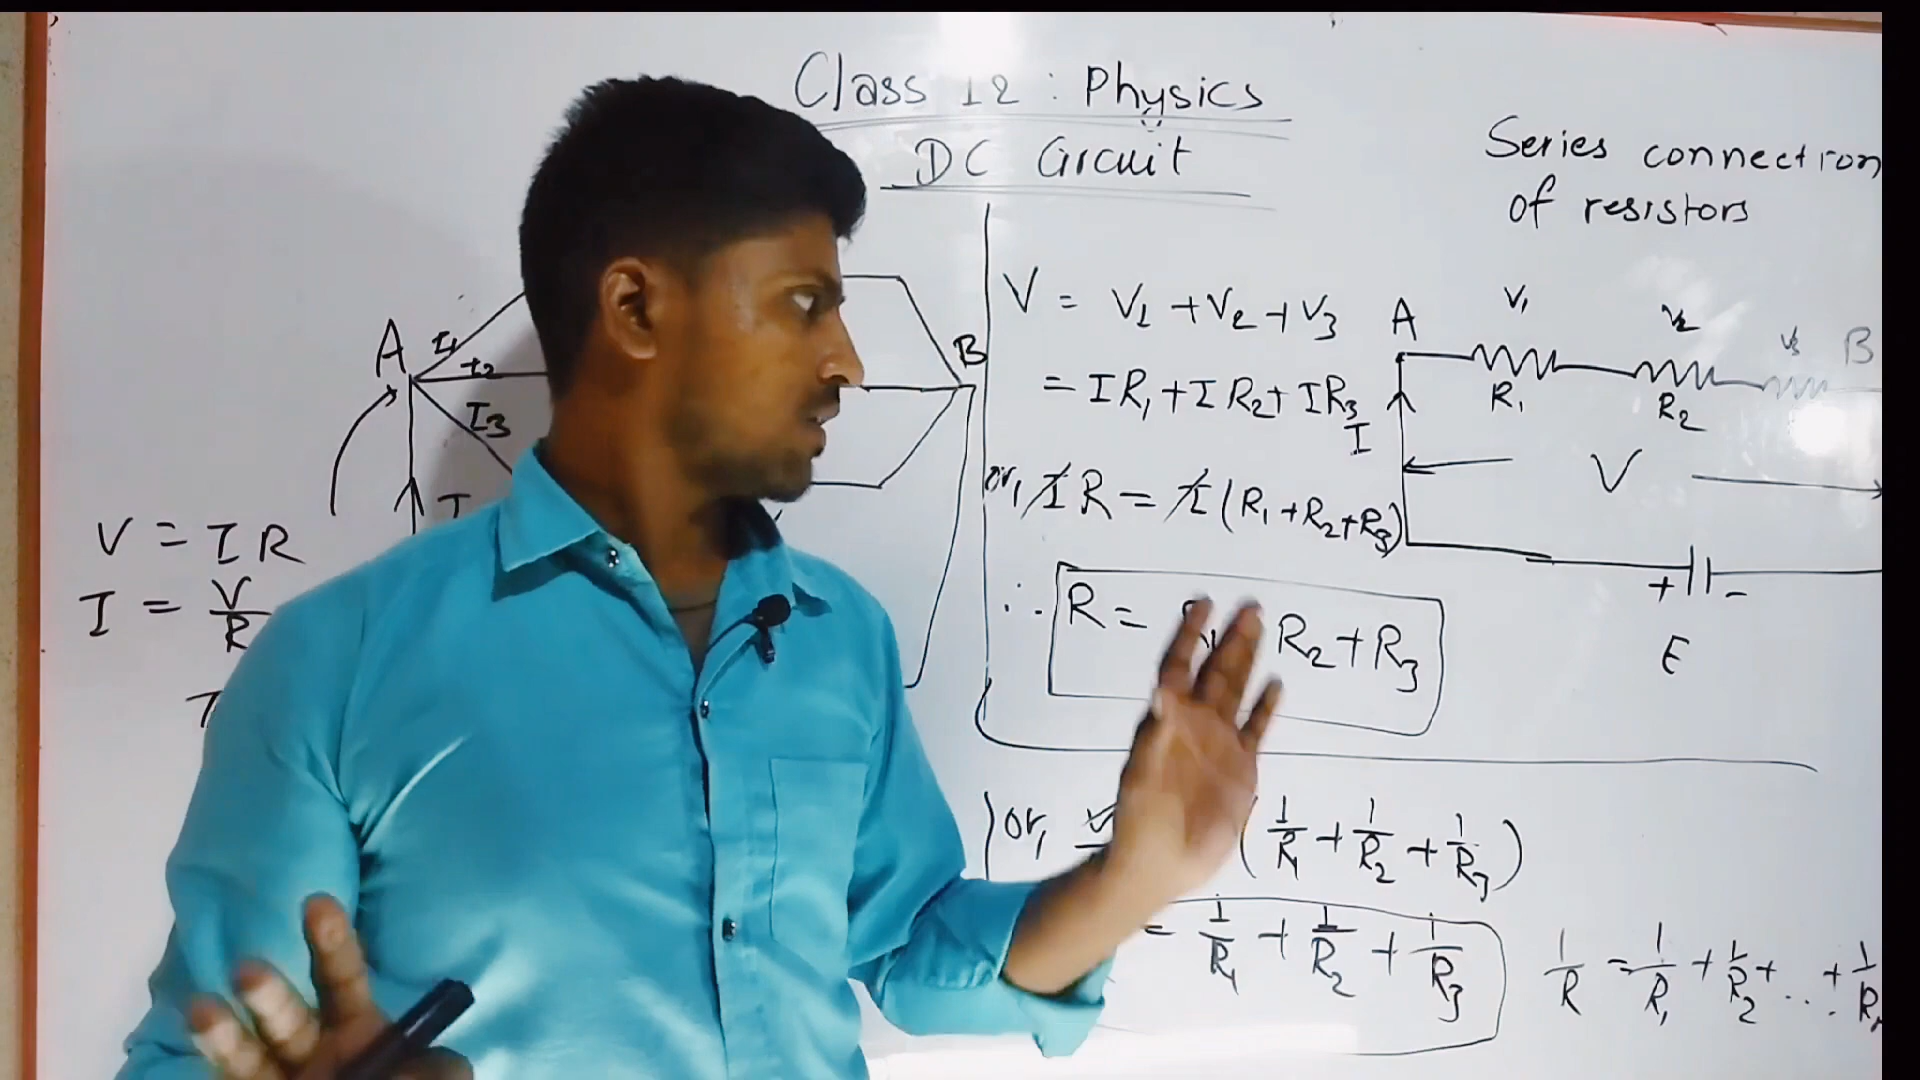 Class 12 : Physics
DC Circuit
A
I1
I2
I3
I
B
V = IR
I = V/R
V = V1 + V2 + V3
= IR1 + IR2 + IR3
or, IR = I (R1 + R2 + R3)
∴ R = R2 + R3
Series connection
of resistors
A
V1
V2
V3
B
R1
R2
I
V
+ -
E
or, V (1/R1 + 1/R2 + 1/R3)
= 1/R1 + 1/R2 + 1/R3
1/R = 1/R1 + 1/R2 + .. + 1/R